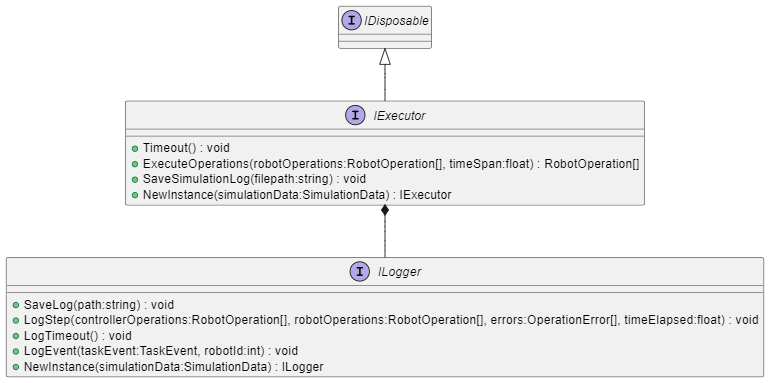 I IDisposable
I IExecutor
Timeout() : void
ExecuteOperations(robotOperations:RobotOperation[], timeSpan:float) : RobotOperation[]
SaveSimulationLog(filepath:string) : void
NewInstance(simulationData:SimulationData) : IExecutor
I ILogger
SaveLog(path:string) : void
LogStep(controllerOperations:RobotOperation[], robotOperations:RobotOperation[], errors:OperationError[], timeElapsed:float) : void
LogTimeout() : void
LogEvent(taskEvent:TaskEvent, robotId:int) : void
NewInstance(simulationData:SimulationData) : ILogger